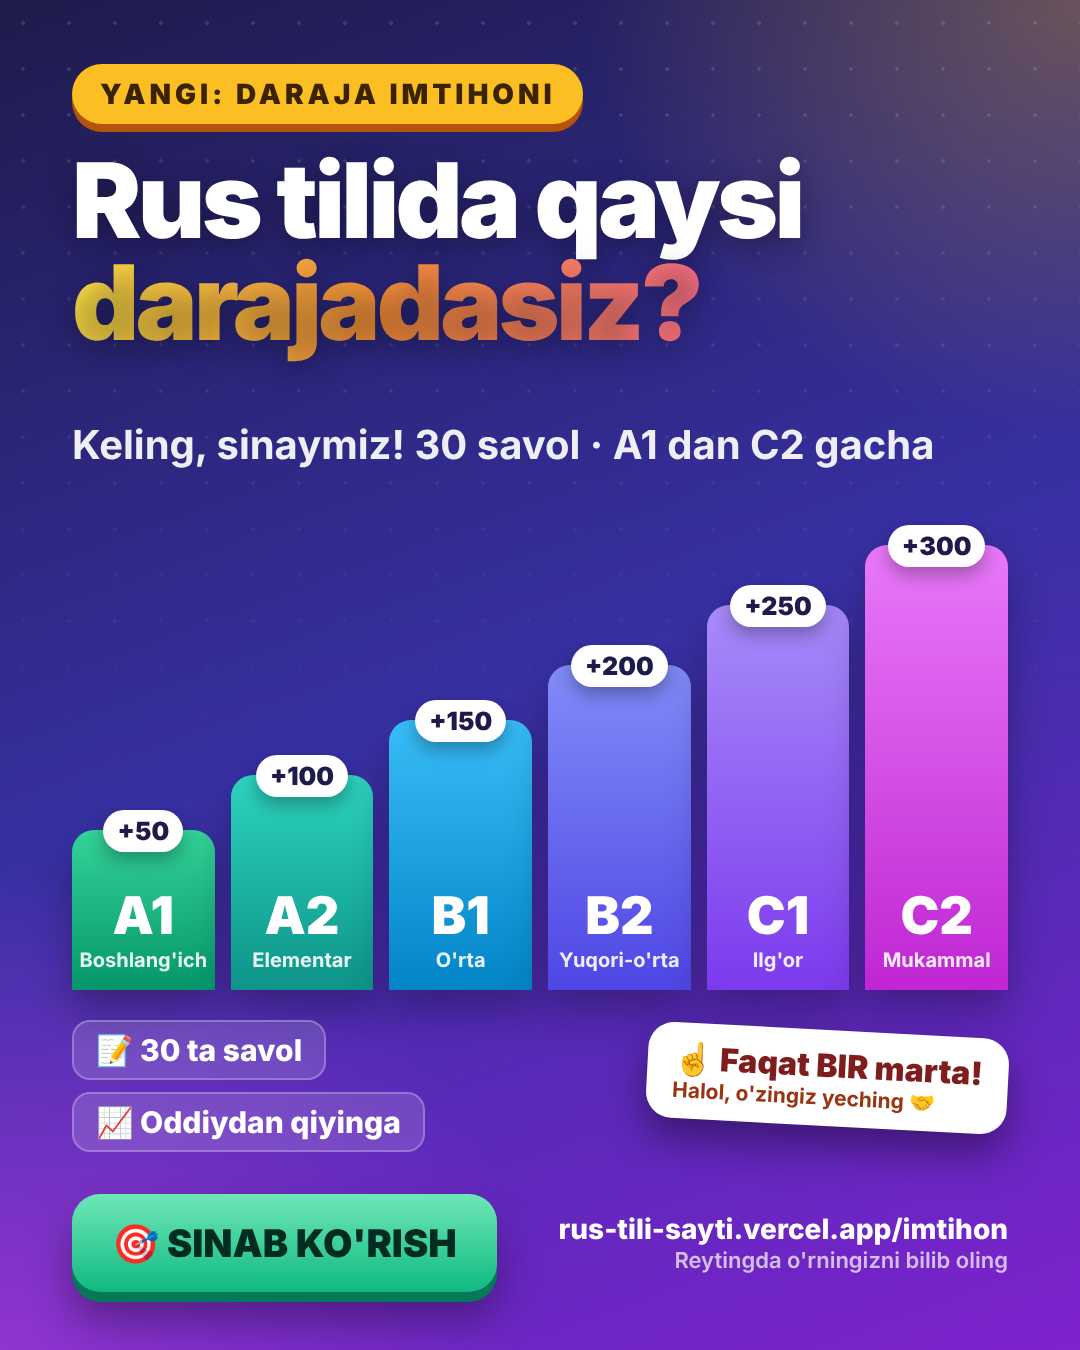 YANGI: DARAJA IMTIHONI
Rus tilida qaysi
darajadasiz?
Keling, sinaymiz! 30 savol · A1 dan C2 gacha
+50
+100
+150
+200
+250
+300
A1
Boshlang'ich
A2
Elementar
B1
O'rta
B2
Yuqori-o'rta
C1
Ilg'or
C2
Mukammal
📝 30 ta savol
📈 Oddiydan qiyinga
☝️ Faqat BIR marta!
Halol, o'zingiz yeching 🤝
🎯 SINAB KO'RISH
rus-tili-sayti.vercel.app/imtihon
Reytingda o'rningizni bilib oling